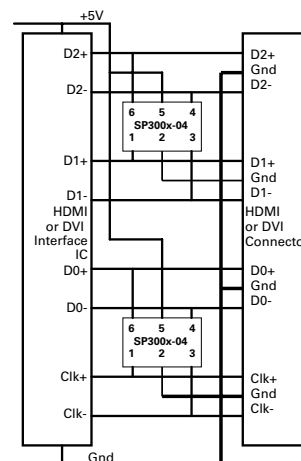 +5V
D2+ D2+
Gnd
D2- D2-
6 5 4
SP300x-04
1 2 3
D1+ D1+
Gnd
D1- D1-
HDMI HDMI
or DVI or DVI
Interface Connecto
IC
D0+ D0+
Gnd
D0- D0-
6 5 4
SP300x-04
1 2 3
Clk+ Clk+
Gnd
Clk- Clk-
Gnd